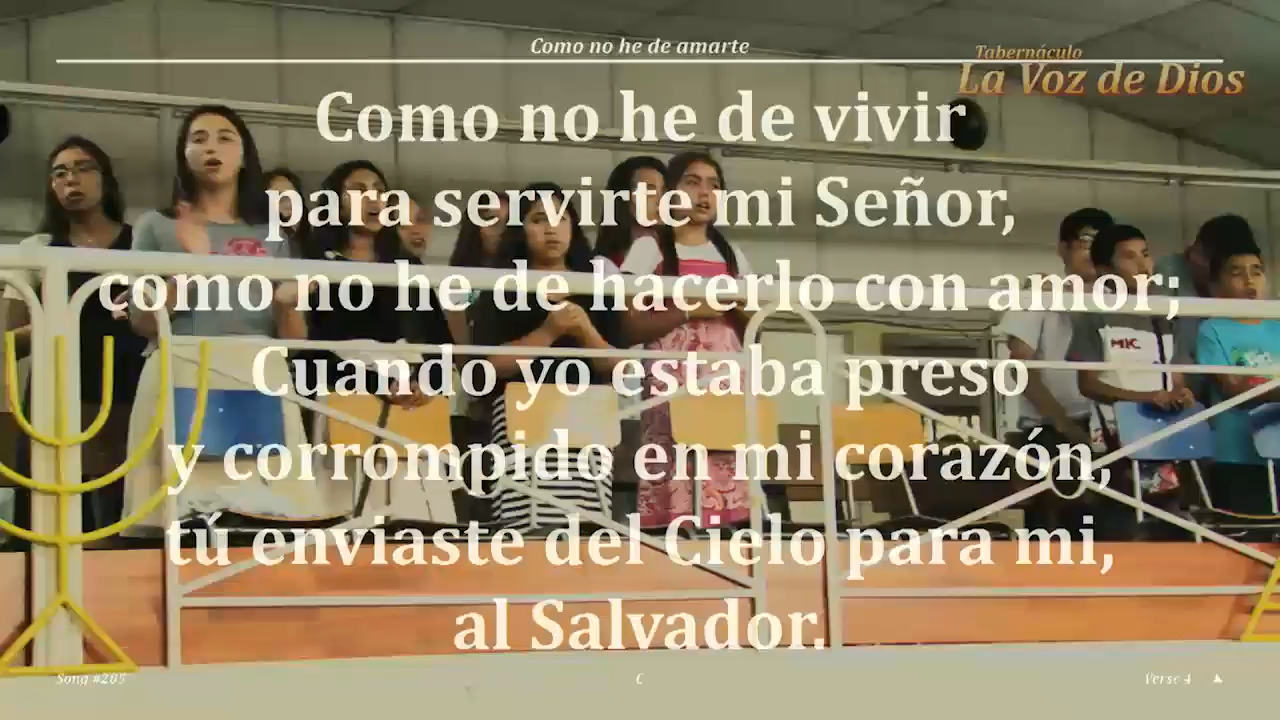 Como no he de amarte
Tabernáculo
La Voz de Dios
Como no he de vivir
para servirte mi Señor,
como no he de hacerlo con amor;
Cuando yo estaba preso
y corrompido en mi corazón,
tú enviaste del Cielo para mi,
al Salvador.
MIC.
Song #205
C
Verse 4